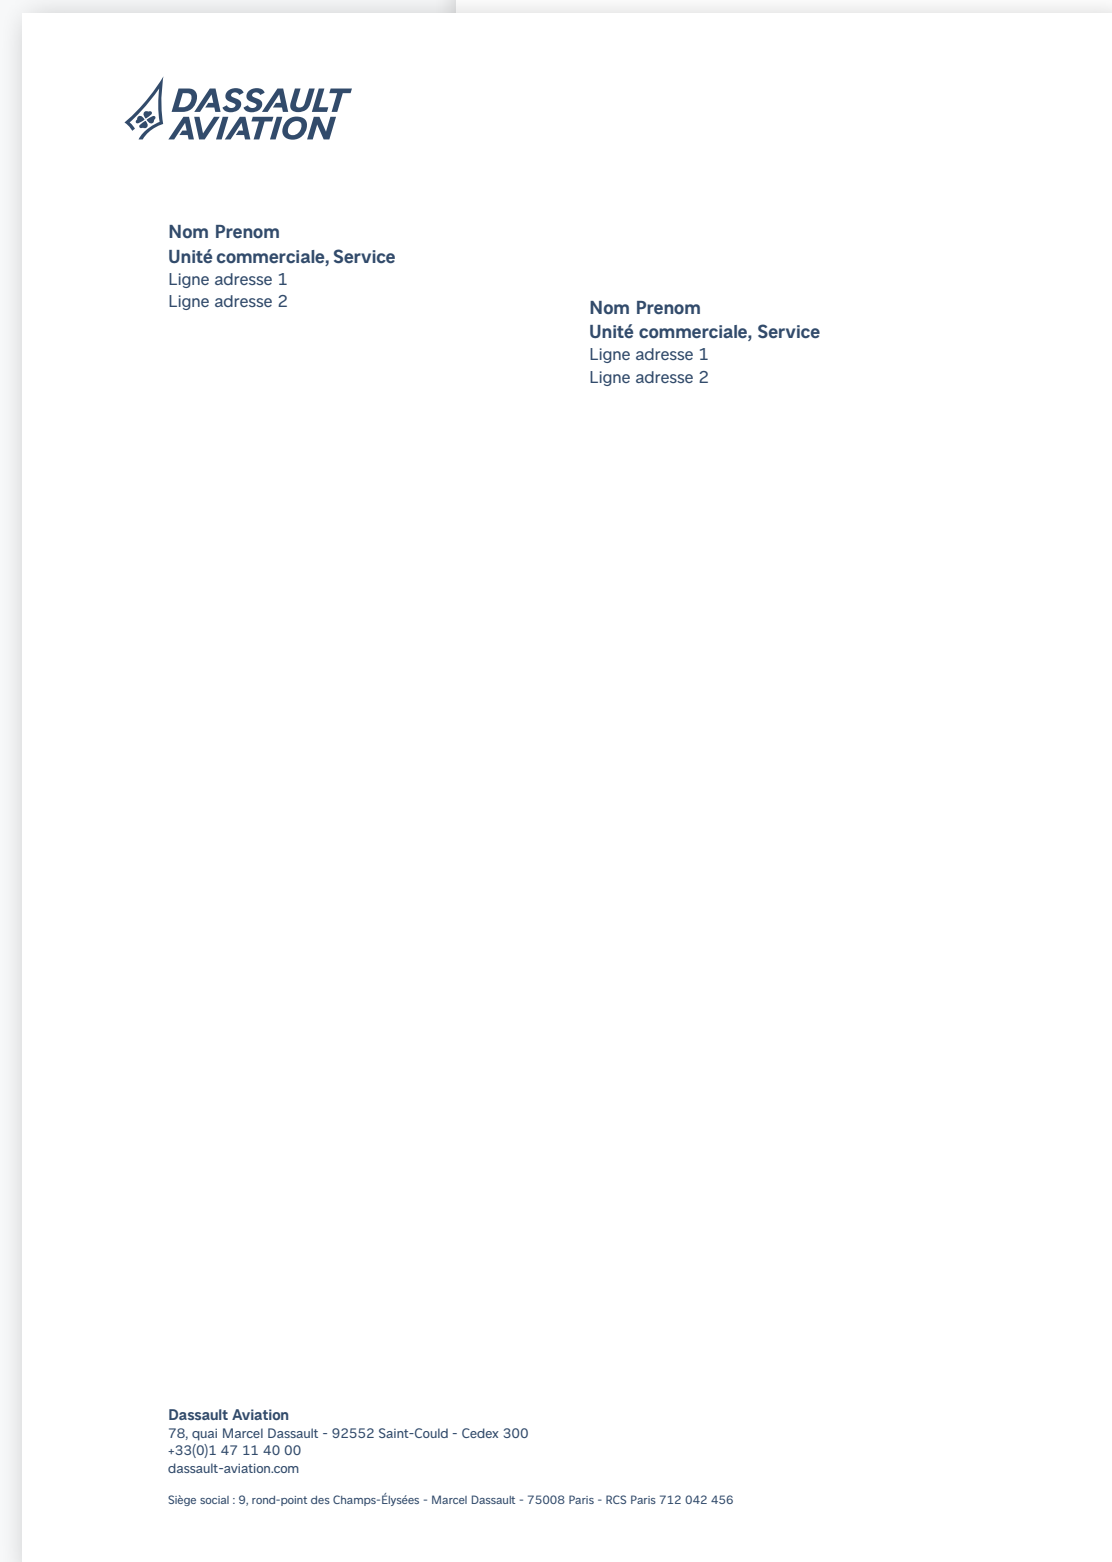 DASSAULT
AVIATION
Nom Prenom
Unité commerciale, Service
Ligne adresse 1
Ligne adresse 2
Nom Prenom
Unité commerciale, Service
Ligne adresse 1
Ligne adresse 2
Dassault Aviation
78, quai Marcel Dassault - 92552 Saint-Could - Cedex 300
+33(0)1 47 11 40 00
dassault-aviation.com
Siège social : 9, rond-point des Champs-Élysées - Marcel Dassault - 75008 Paris - RCS Paris 712 042 456